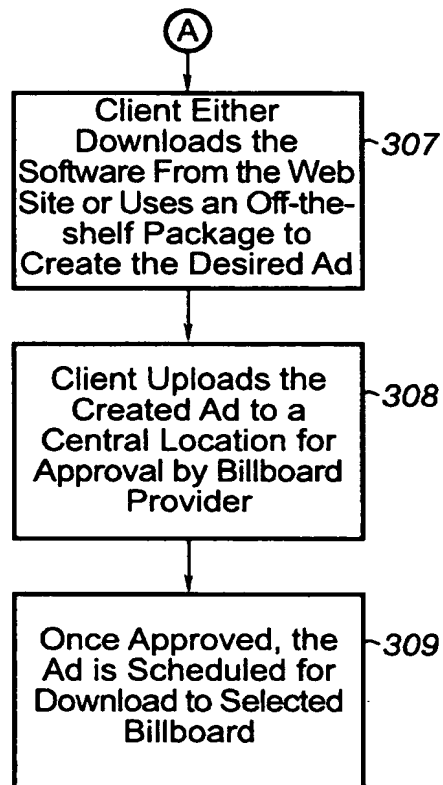 A
Client Either
Downloads the
Software From the Web
Site or Uses an Off-the-
shelf Package to
Create the Desired Ad
307
Client Uploads the
Created Ad to a
Central Location for
Approval by Billboard
Provider
308
Once Approved, the
Ad is Scheduled for
Download to Selected
Billboard
309